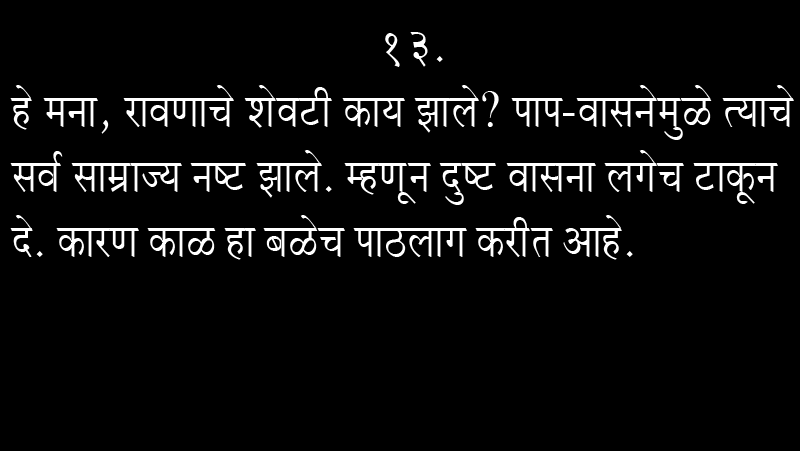 १३.
हे मना, रावणाचे शेवटी काय झाले? पाप-वासनेमुळे त्याचे
सर्व साम्राज्य नष्ट झाले. म्हणून दुष्ट वासना लगेच टाकून
दे. कारण काळ हा बळेच पाठलाग करीत आहे.